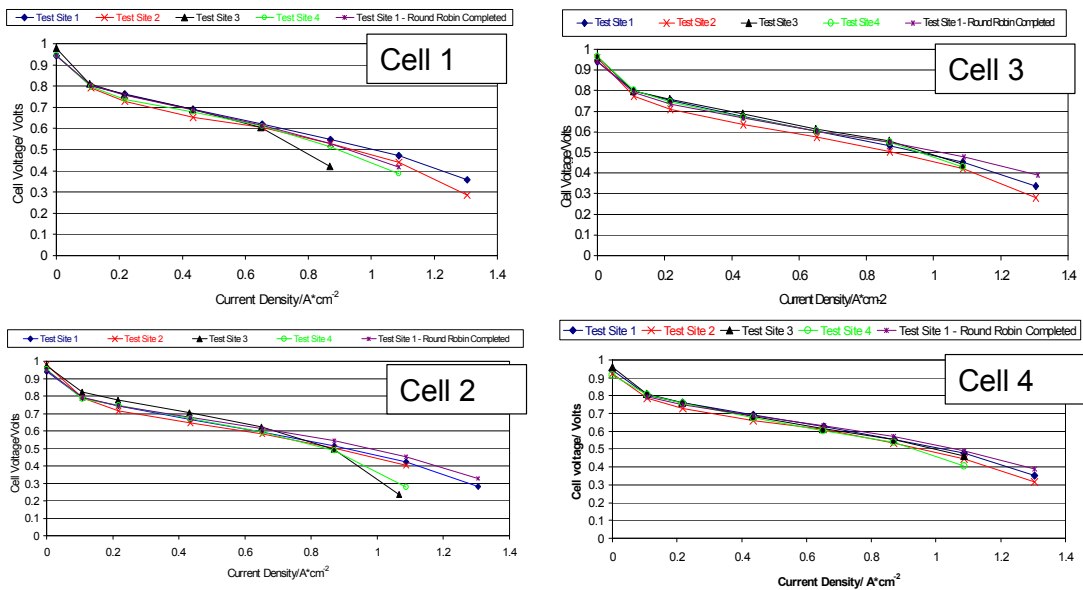 Test Site 1 Test Site 2 Test Site 3 Test Site 4 Test Site 1 - Round Robin Completed
Cell 1
Cell Voltage/ Volts
1
0.9
0.8
0.7
0.6
0.5
0.4
0.3
0.2
0.1
0
0 0.2 0.4 0.6 0.8 1 1.2 1.4
Current Density/A*cm-2
Test Site 1 Test Site 2 Test Site 3 Test Site 4 Test Site 1 - Round Robin Completed
Cell 3
Cell Voltage/Volts
1
0.9
0.8
0.7
0.6
0.5
0.4
0.3
0.2
0.1
0
0 0.2 0.4 0.6 0.8 1 1.2 1.4
Current Density/A*cm-2
Test Site 1 Test Site 2 Test Site 3 Test Site 4 Test Site 1 - Round Robin Completed
Cell 2
Cell Voltage/Volts
1
0.9
0.8
0.7
0.6
0.5
0.4
0.3
0.2
0.1
0
0 0.2 0.4 0.6 0.8 1 1.2 1.4
Current Density/A*cm-2
Test Site 1 Test Site 2 Test Site 3 Test Site 4 Test Site 1 - Round Robin Completed
Cell 4
Cell voltage/ Volts
1
0.9
0.8
0.7
0.6
0.5
0.4
0.3
0.2
0.1
0
0 0.2 0.4 0.6 0.8 1 1.2 1.4
Current Density/ A*cm-2